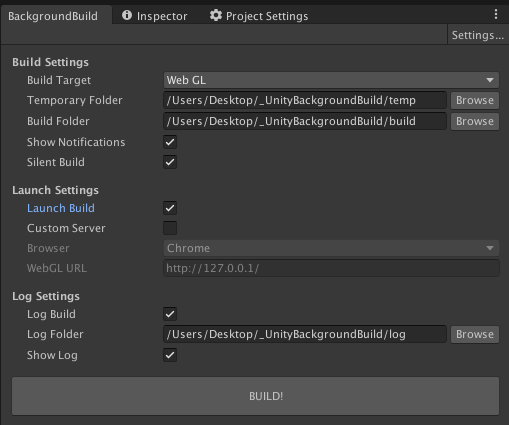 BackgroundBuild Inspector Project Settings
Settings...
Build Settings
Build Target Web GL
Temporary Folder /Users/Desktop/_UnityBackgroundBuild/temp Browse
Build Folder /Users/Desktop/_UnityBackgroundBuild/build Browse
Show Notifications
Silent Build
Launch Settings
Launch Build
Custom Server
Browser Chrome
WebGL URL http://127.0.0.1/
Log Settings
Log Build
Log Folder /Users/Desktop/_UnityBackgroundBuild/log Browse
Show Log
BUILD!